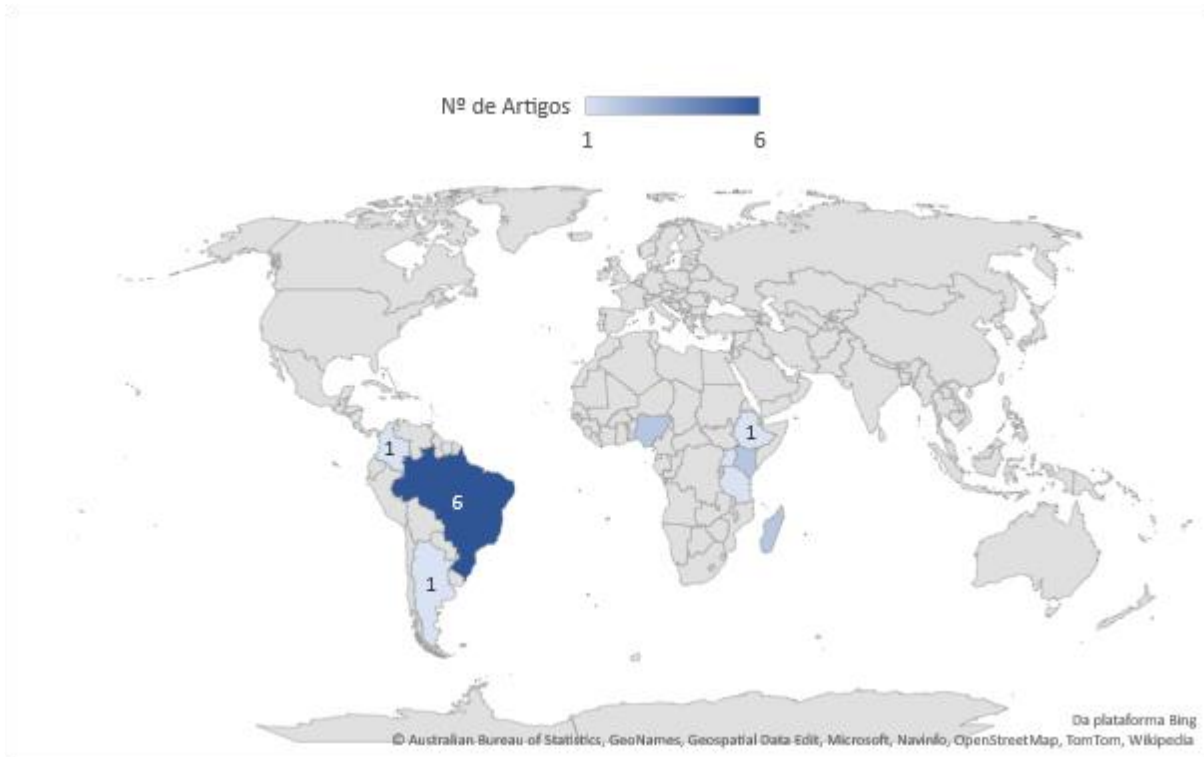 Nº de Artigos
1 6
1
1
6
1
Da plataforma Bing
© Australian Bureau of Statistics, GeoNames, Geospatial Data Edit, Microsoft, Navinfo, OpenStreetMap, TomTom, Wikipedia